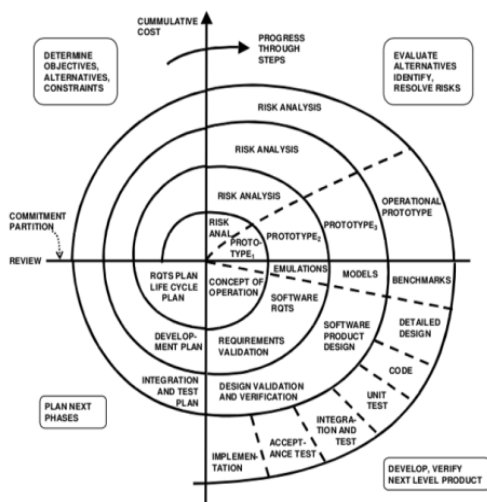 CUMMULATIVE
COST
PROGRESS
THROUGH
STEPS
DETERMINE
OBJECTIVES,
ALTERNATIVES,
CONSTRAINTS
EVALUATE
ALTERNATIVES
IDENTIFY,
RESOLVE RISKS
RISK ANALYSIS
RISK ANALYSIS
RISK ANALYSIS
RISK
ANAL.
PROTO-
TYPE1
PROTOTYPE2
PROTOTYPE3
OPERATIONAL
PROTOTYPE
COMMITMENT
PARTITION
REVIEW
RQTS PLAN
LIFE CYCLE
PLAN
CONCEPT OF
OPERATION
EMULATIONS
MODELS
BENCHMARKS
SOFTWARE
RQTS
SOFTWARE
PRODUCT
DESIGN
DETAILED
DESIGN
DEVELOP-
MENT PLAN
REQUIREMENTS
VALIDATION
CODE
INTEGRATION
AND TEST
PLAN
DESIGN VALIDATION
AND VERIFICATION
UNIT
TEST
INTEGRA-
TION AND
TEST
ACCEPT-
ANCE TEST
IMPLEMEN-
TATION
PLAN NEXT
PHASES
DEVELOP, VERIFY
NEXT LEVEL PRODUCT